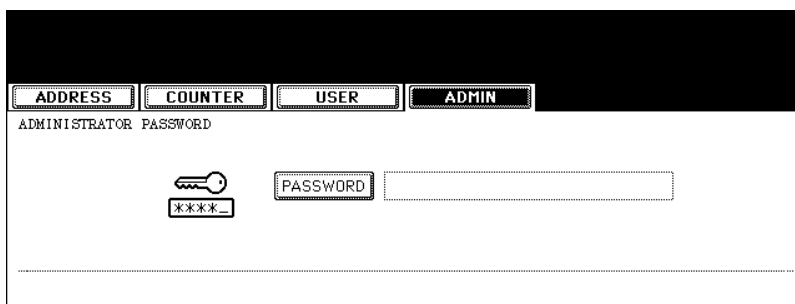 ADDRESS COUNTER USER ADMIN
ADMINISTRATOR PASSWORD
PASSWORD
****_